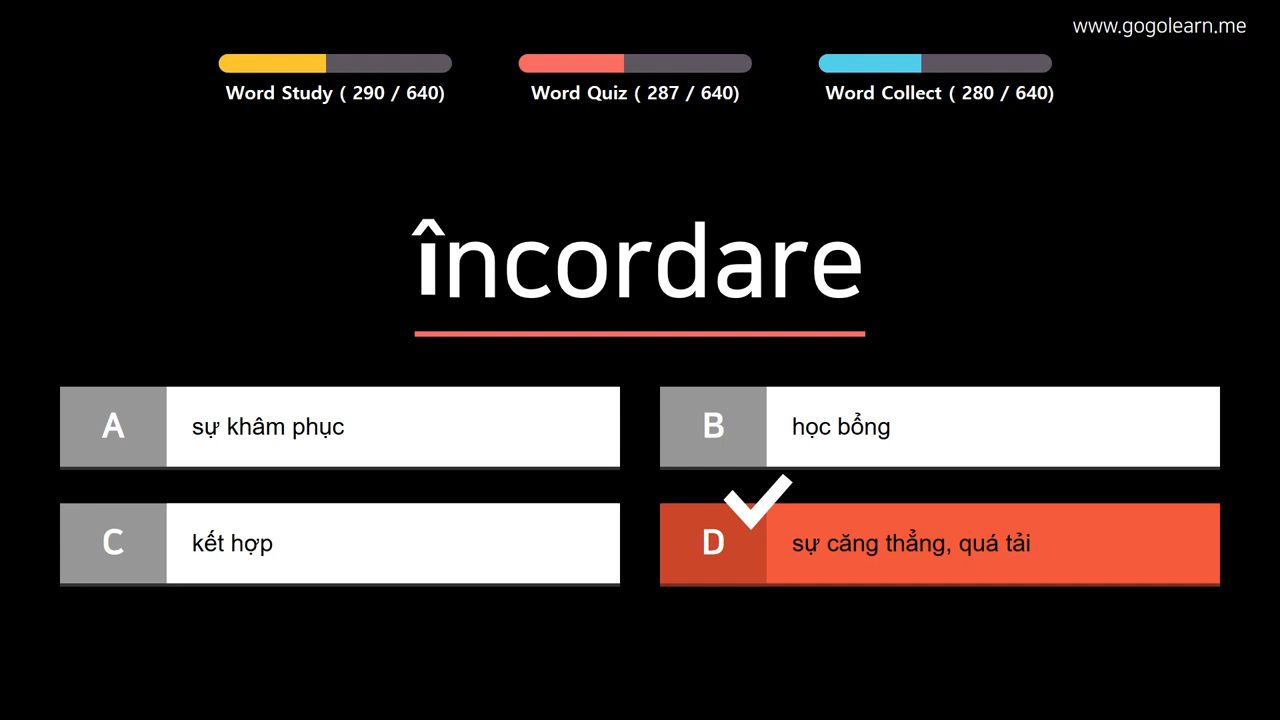 www.gogolearn.me
Word Study ( 290 / 640)
Word Quiz ( 287 / 640)
Word Collect ( 280 / 640)
încordare
A
sự khâm phục
B
học bổng
C
kết hợp
D
sự căng thẳng, quá tải